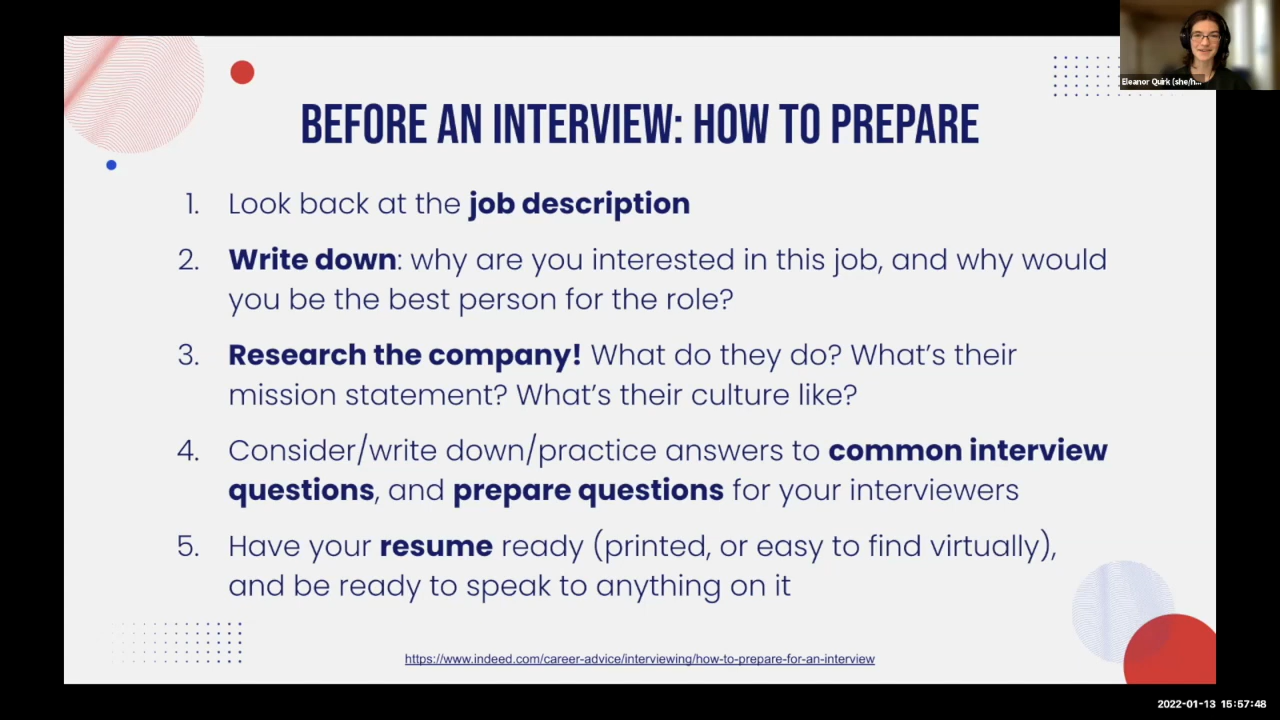 Eleanor Quirk (she/h...
BEFORE AN INTERVIEW: HOW TO PREPARE
1. Look back at the job description
2. Write down: why are you interested in this job, and why would
you be the best person for the role?
3. Research the company! What do they do? What's their
mission statement? What's their culture like?
4. Consider/write down/practice answers to common interview
questions, and prepare questions for your interviewers
5. Have your resume ready (printed, or easy to find virtually),
and be ready to speak to anything on it
https://www.indeed.com/career-advice/interviewing/how-to-prepare-for-an-interview
2022-01-13 15:57:48